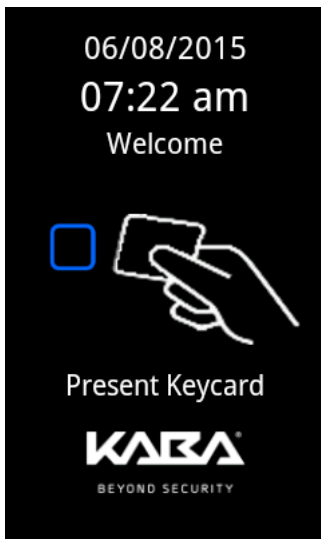 06/08/2015
07:22 am
Welcome
Present Keycard
KABA®
BEYOND SECURITY